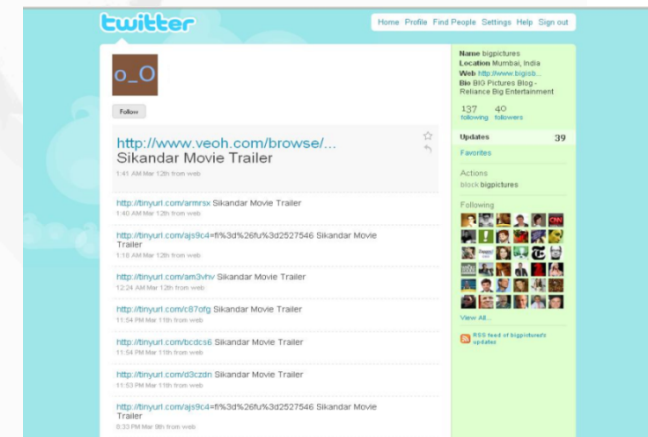 twitter
Home Profile Find People Settings Help Sign out
o_O
Follow
http://www.veoh.com/browse/...
Sikandar Movie Trailer
1:41 AM Mar 12th from web
http://tinyurl.com/armrsx Sikandar Movie Trailer
1:40 AM Mar 12th from web
http://tinyurl.com/ajs9c4=fi%3d%26fu%3d2527546 Sikandar Movie
Trailer
1:16 AM Mar 12th from web
http://tinyurl.com/am3vhv Sikandar Movie Trailer
12:24 AM Mar 12th from web
http://tinyurl.com/c87ofg Sikandar Movie Trailer
11:54 PM Mar 11th from web
http://tinyurl.com/bcdcs6 Sikandar Movie Trailer
11:54 PM Mar 11th from web
http://tinyurl.com/d3czdn Sikandar Movie Trailer
11:53 PM Mar 11th from web
http://tinyurl.com/ajs9c4=fi%3d%26fu%3d2527546 Sikandar Movie
Trailer
8:33 PM Mar 9th from web
Name bigpictures
Location Mumbai, India
Web
Bio BIG Pictures Blog -
Reliance Big Entertainment
137 40
following followers
Updates 39
Favorites
Actions
block bigpictures
Following
CNN
View All...
RSS feed of bigpictures's
updates